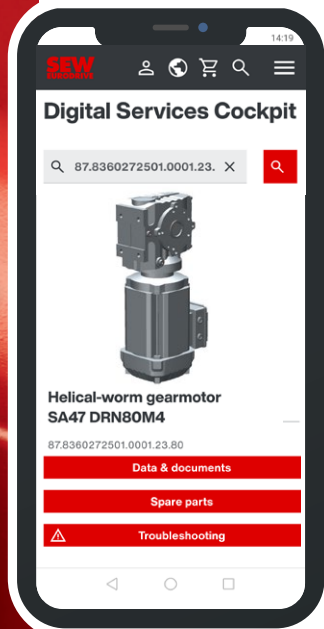 14:19
SEW
EURODRIVE
Digital Services Cockpit
87.8360272501.0001.23.
Helical-worm gearmotor
SA47 DRN80M4
87.8360272501.0001.23.80
Data & documents
Spare parts
Troubleshooting